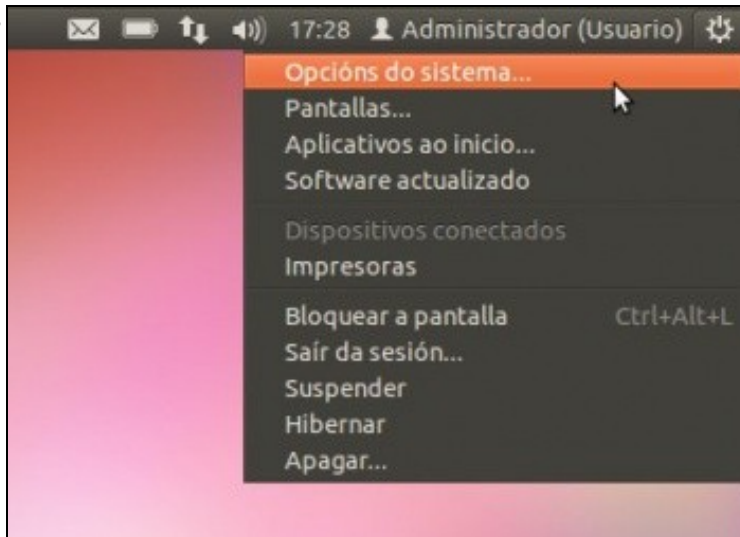 17:28 Administrador (Usuario)
Opcións do sistema...
Pantallas...
Aplicativos ao inicio...
Software actualizado
Dispositivos conectados
Impresoras
Bloquear a pantalla Ctrl+Alt+L
Saír da sesión...
Suspender
Hibernar
Apagar...